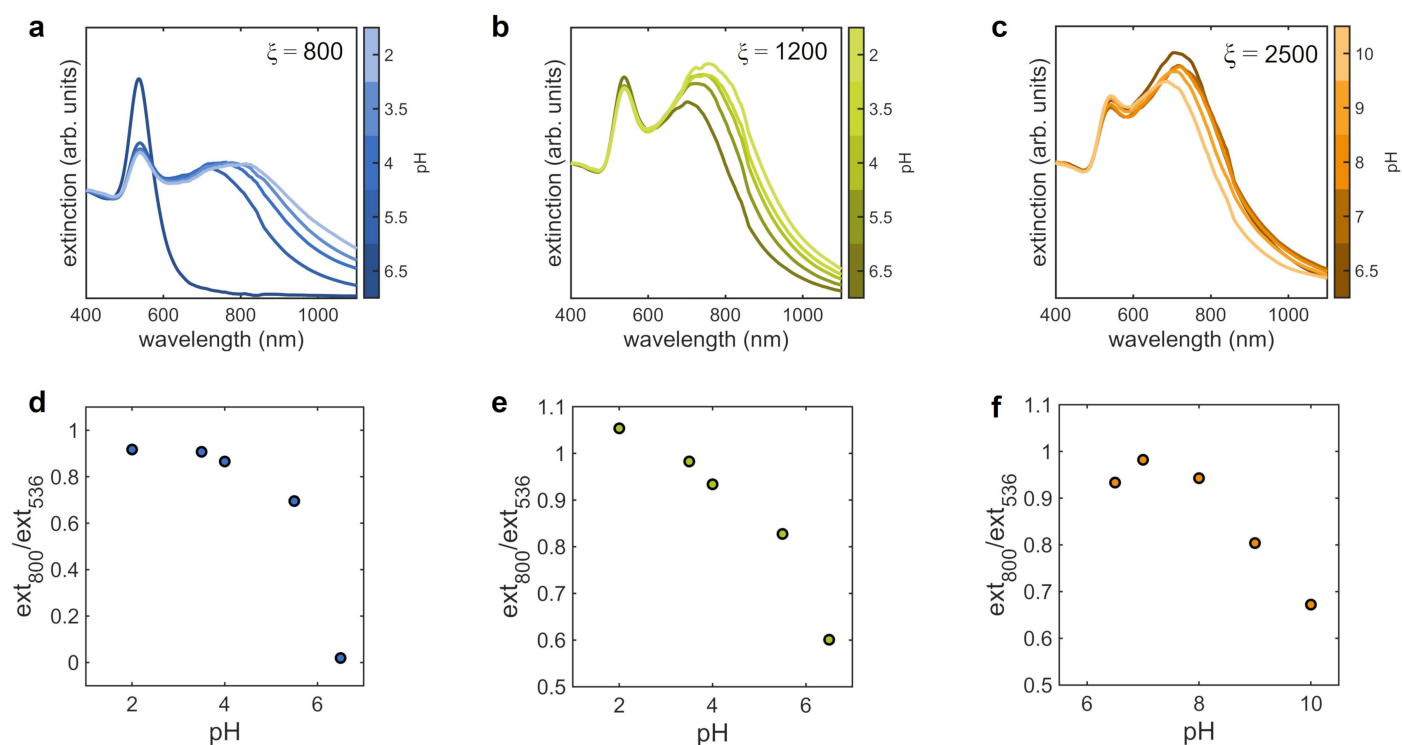 a
ξ = 800
extinction (arb. units)
400 600 800 1000
wavelength (nm)
2
3.5
4
5.5
6.5
pH
b
ξ = 1200
extinction (arb. units)
400 600 800 1000
wavelength (nm)
2
3.5
4
5.5
6.5
pH
c
ξ = 2500
extinction (arb. units)
400 600 800 1000
wavelength (nm)
10
9
8
7
6.5
pH
d
ext800/ext536
1
0.8
0.6
0.4
0.2
0
2 4 6
pH
e
ext800/ext536
1.1
1
0.9
0.8
0.7
0.6
0.5
2 4 6
pH
f
ext800/ext536
1.1
1
0.9
0.8
0.7
0.6
0.5
6 8 10
pH